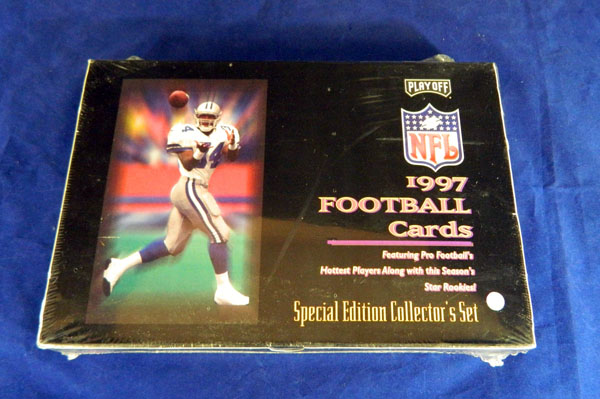 PLAYOFF
NFL
1997
FOOTBALL
Cards
Featuring Pro Football's
Hottest Players Along with this Season's
Star Rookies!
Special Edition Collector's Set